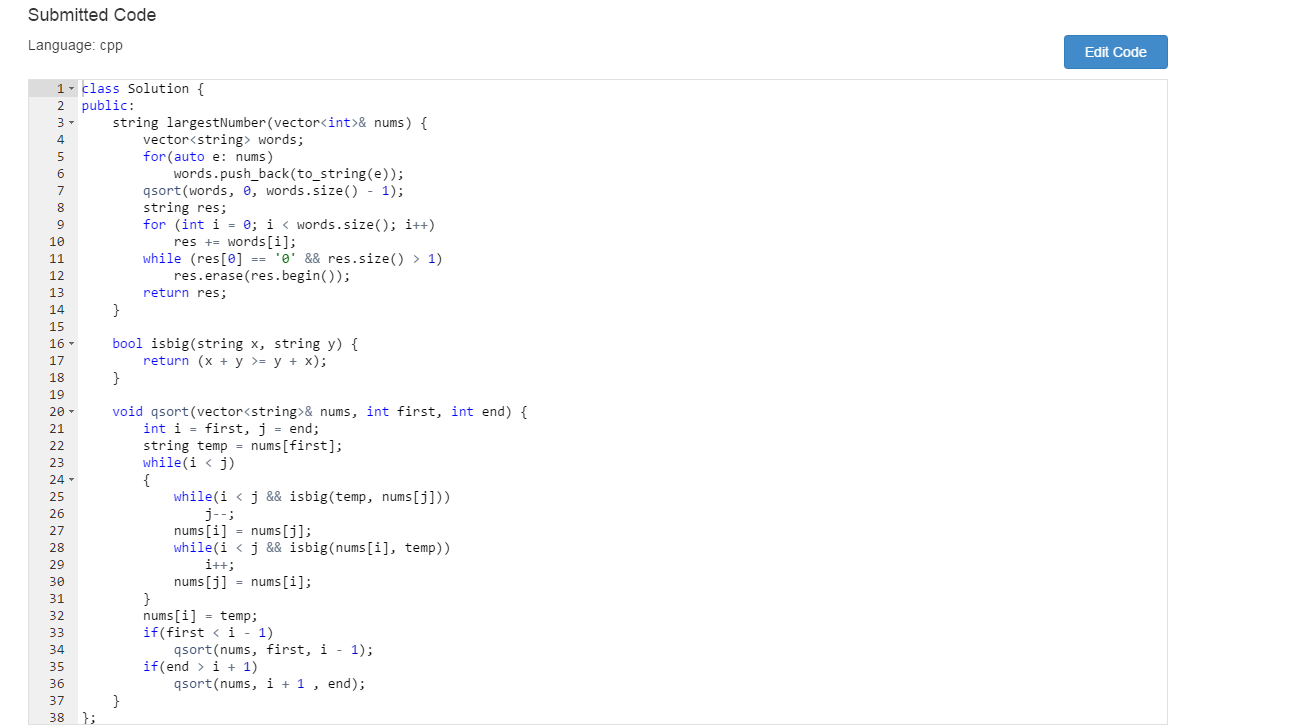 Submitted Code
Language: cpp
Edit Code
1 class Solution {
2 public:
3     string largestNumber(vector<int>& nums) {
4         vector<string> words;
5         for(auto e: nums)
6             words.push_back(to_string(e));
7         qsort(words, 0, words.size() - 1);
8         string res;
9         for (int i = 0; i < words.size(); i++)
10             res += words[i];
11         while (res[0] == '0' && res.size() > 1)
12             res.erase(res.begin());
13         return res;
14     }
15
16     bool isbig(string x, string y) {
17         return (x + y >= y + x);
18     }
19
20     void qsort(vector<string>& nums, int first, int end) {
21         int i = first, j = end;
22         string temp = nums[first];
23         while(i < j)
24         {
25             while(i < j && isbig(temp, nums[j]))
26                 j--;
27             nums[i] = nums[j];
28             while(i < j && isbig(nums[i], temp))
29                 i++;
30             nums[j] = nums[i];
31         }
32         nums[i] = temp;
33         if(first < i - 1)
34             qsort(nums, first, i - 1);
35         if(end > i + 1)
36             qsort(nums, i + 1 , end);
37     }
38 };